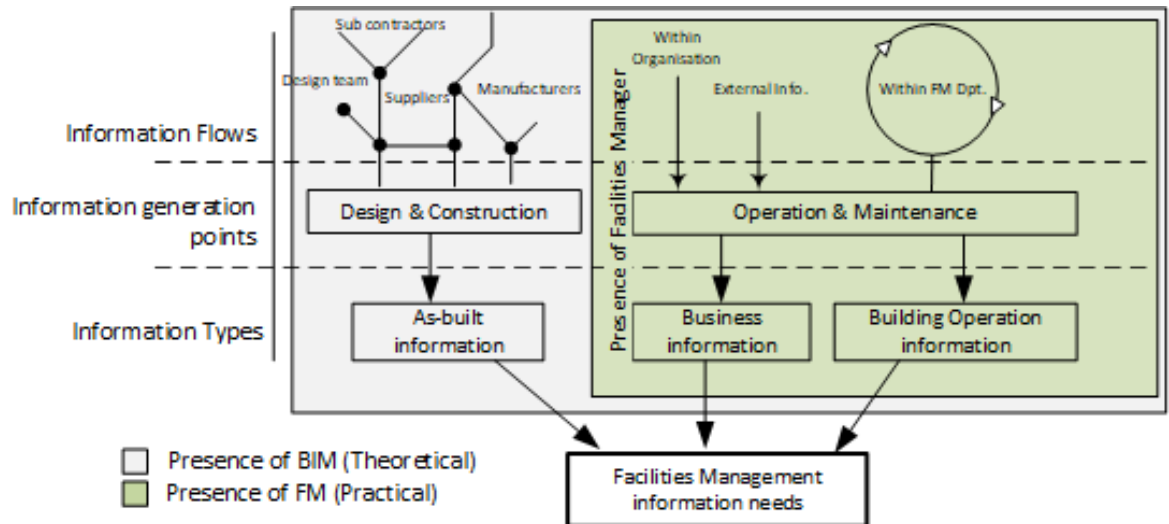 Sub contractors
Design team
Suppliers
Manufacturers
Within
Organisation
External Info.
Within FM Dpt.
Information Flows
Presence of Facilities Manager
Information generation
points
Design & Construction
Operation & Maintenance
Information Types
As-built
information
Business
information
Building Operation
information
Presence of BIM (Theoretical)
Presence of FM (Practical)
Facilities Management
information needs